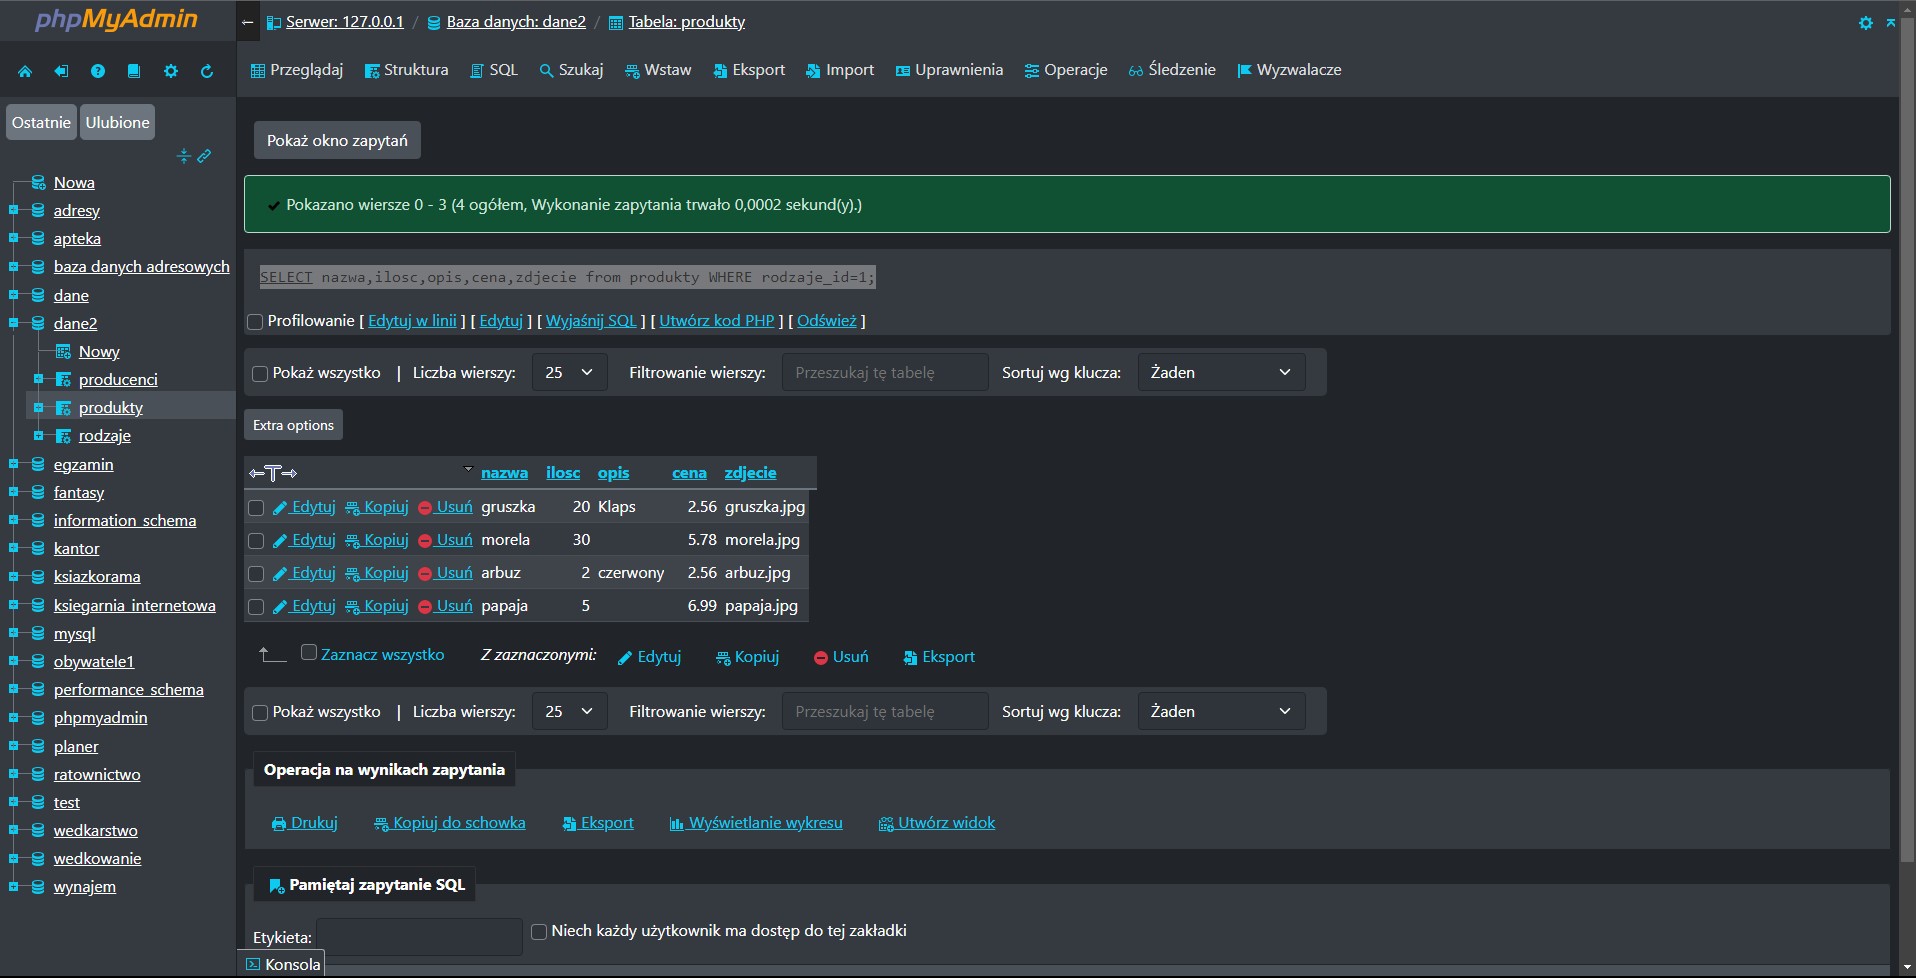 phpMyAdmin
Ostatnie Ulubione
Nowa
adresy
apteka
baza danych adresowych
dane
dane2
Nowy
producenci
produkty
rodzaje
egzamin
fantasy
information_schema
kantor
ksiazkorama
ksiegarnia_internetowa
mysql
obywatele1
performance_schema
phpmyadmin
planer
ratownictwo
test
wedkarstwo
wedkowanie
wynajem
Serwer: 127.0.0.1 / Baza danych: dane2 / Tabela: produkty
Przeglądaj Struktura SQL Szukaj Wstaw Eksport Import Uprawnienia Operacje Śledzenie Wyzwalacze
Pokaż okno zapytań
Pokazano wiersze 0 - 3 (4 ogółem, Wykonanie zapytania trwało 0,0002 sekund(y).)
SELECT nazwa,ilosc,opis,cena,zdjecie from produkty WHERE rodzaje_id=1;
Profilowanie [ Edytuj w linii ] [ Edytuj ] [ Wyjaśnij SQL ] [ Utwórz kod PHP ] [ Odśwież ]
Pokaż wszystko | Liczba wierszy: 25 Filtrowanie wierszy: Przeszukaj tę tabelę Sortuj wg klucza: Żaden
Extra options
←T→ nazwa ilosc opis cena zdjecie
Edytuj Kopiuj Usuń gruszka 20 Klaps 2.56 gruszka.jpg
Edytuj Kopiuj Usuń morela 30 5.78 morela.jpg
Edytuj Kopiuj Usuń arbuz 2 czerwony 2.56 arbuz.jpg
Edytuj Kopiuj Usuń papaja 5 6.99 papaja.jpg
Zaznacz wszystko Z zaznaczonymi: Edytuj Kopiuj Usuń Eksport
Pokaż wszystko | Liczba wierszy: 25 Filtrowanie wierszy: Przeszukaj tę tabelę Sortuj wg klucza: Żaden
Operacja na wynikach zapytania
Drukuj Kopiuj do schowka Eksport Wyświetlanie wykresu Utwórz widok
Pamiętaj zapytanie SQL
Etykieta: Niech każdy użytkownik ma dostęp do tej zakładki
Konsola